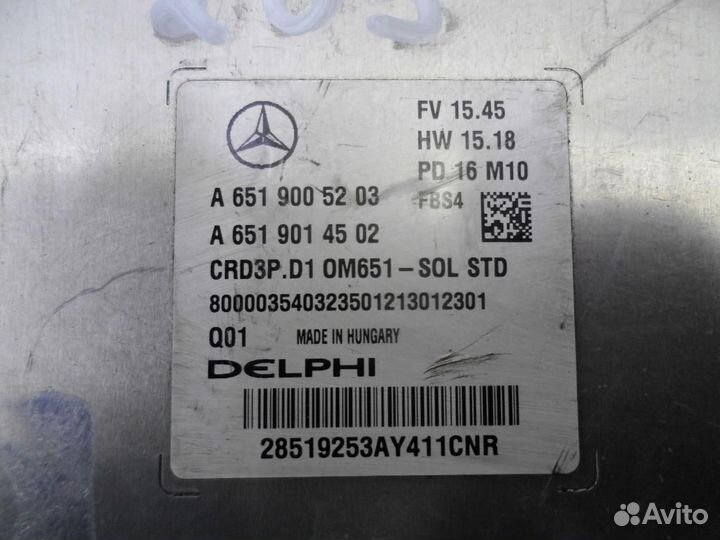 FV 15.45
HW 15.18
PD 16 M10
FBS4
A 651 900 52 03
A 651 901 45 02
CRD3P.D1 OM651-SOL STD
800003540323501213012301
Q01 MADE IN HUNGARY
DELPHI
28519253AY411CNR
Avito